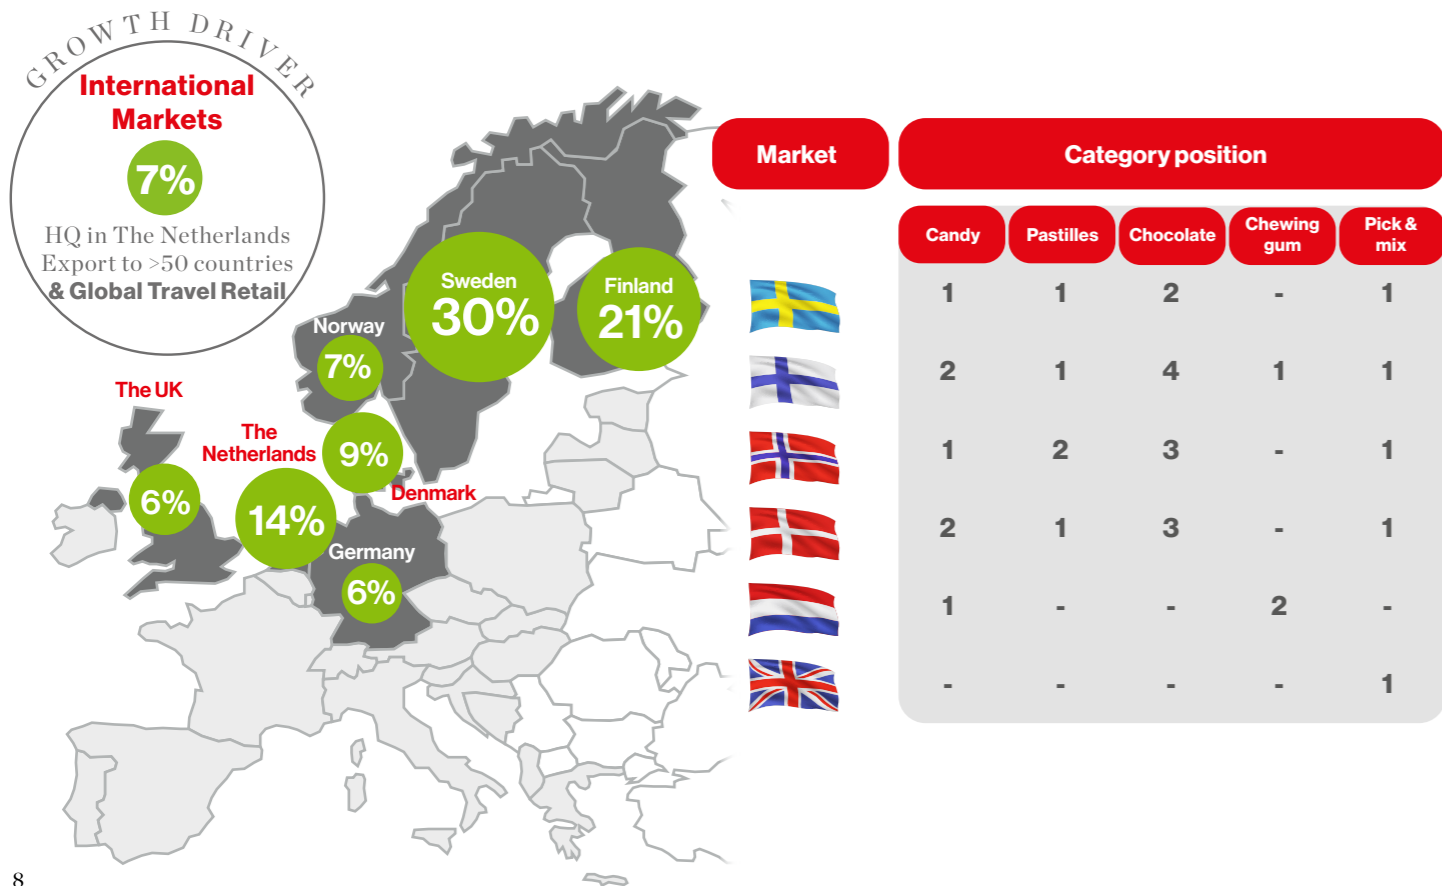 GROWTH DRIVER
International
Markets
7%
HQ in The Netherlands
Export to >50 countries
& Global Travel Retail
Sweden
30%
Finland
21%
Norway
7%
The UK
6%
The
Netherlands
14%
9%
Denmark
Germany
6%
Market
Category position
Candy
Pastilles
Chocolate
Chewing
gum
Pick &
mix
1 1 2 - 1
2 1 4 1 1
1 2 3 - 1
2 1 3 - 1
1 - - 2 -
- - - - 1
8